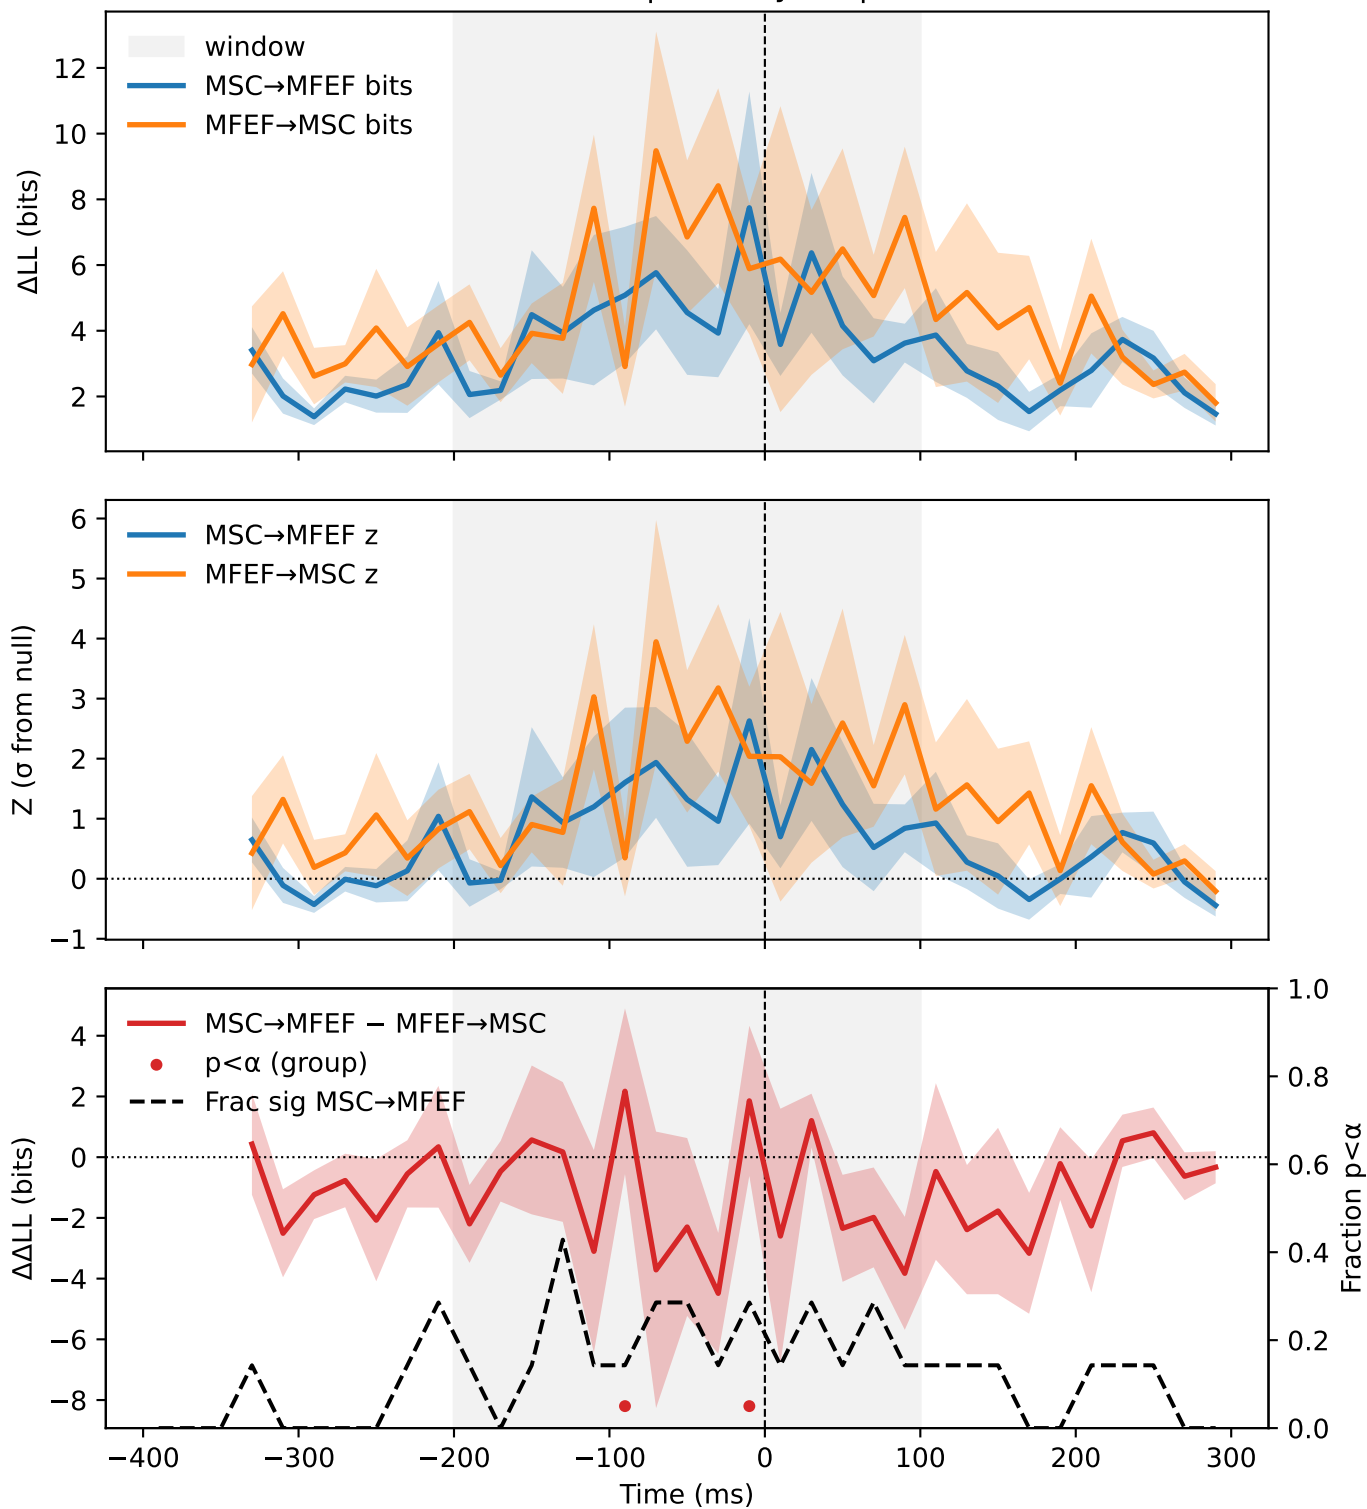 window
MSC→MFEF bits
MFEF→MSC bits
12
10
8
6
4
2
ΔLL (bits)
MSC→MFEF z
MFEF→MSC z
6
5
4
3
2
1
0
−1
Z (σ from null)
MSC→MFEF − MFEF→MSC
p<α (group)
Frac sig MSC→MFEF
4
2
0
−2
−4
−6
−8
ΔΔLL (bits)
1.0
0.8
0.6
0.4
0.2
0.0
Fraction p<α
−400 −300 −200 −100 0 100 200 300
Time (ms)